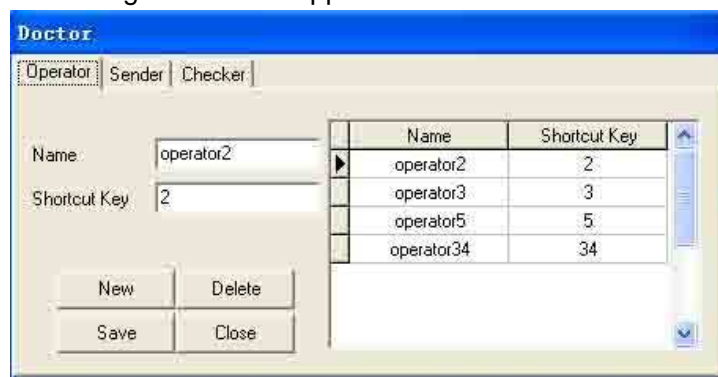 Doctor
Operator Sender Checker
Name operator2
Shortcut Key 2
New Delete
Save Close
Name Shortcut Key
operator2 2
operator3 3
operator5 5
operator34 34